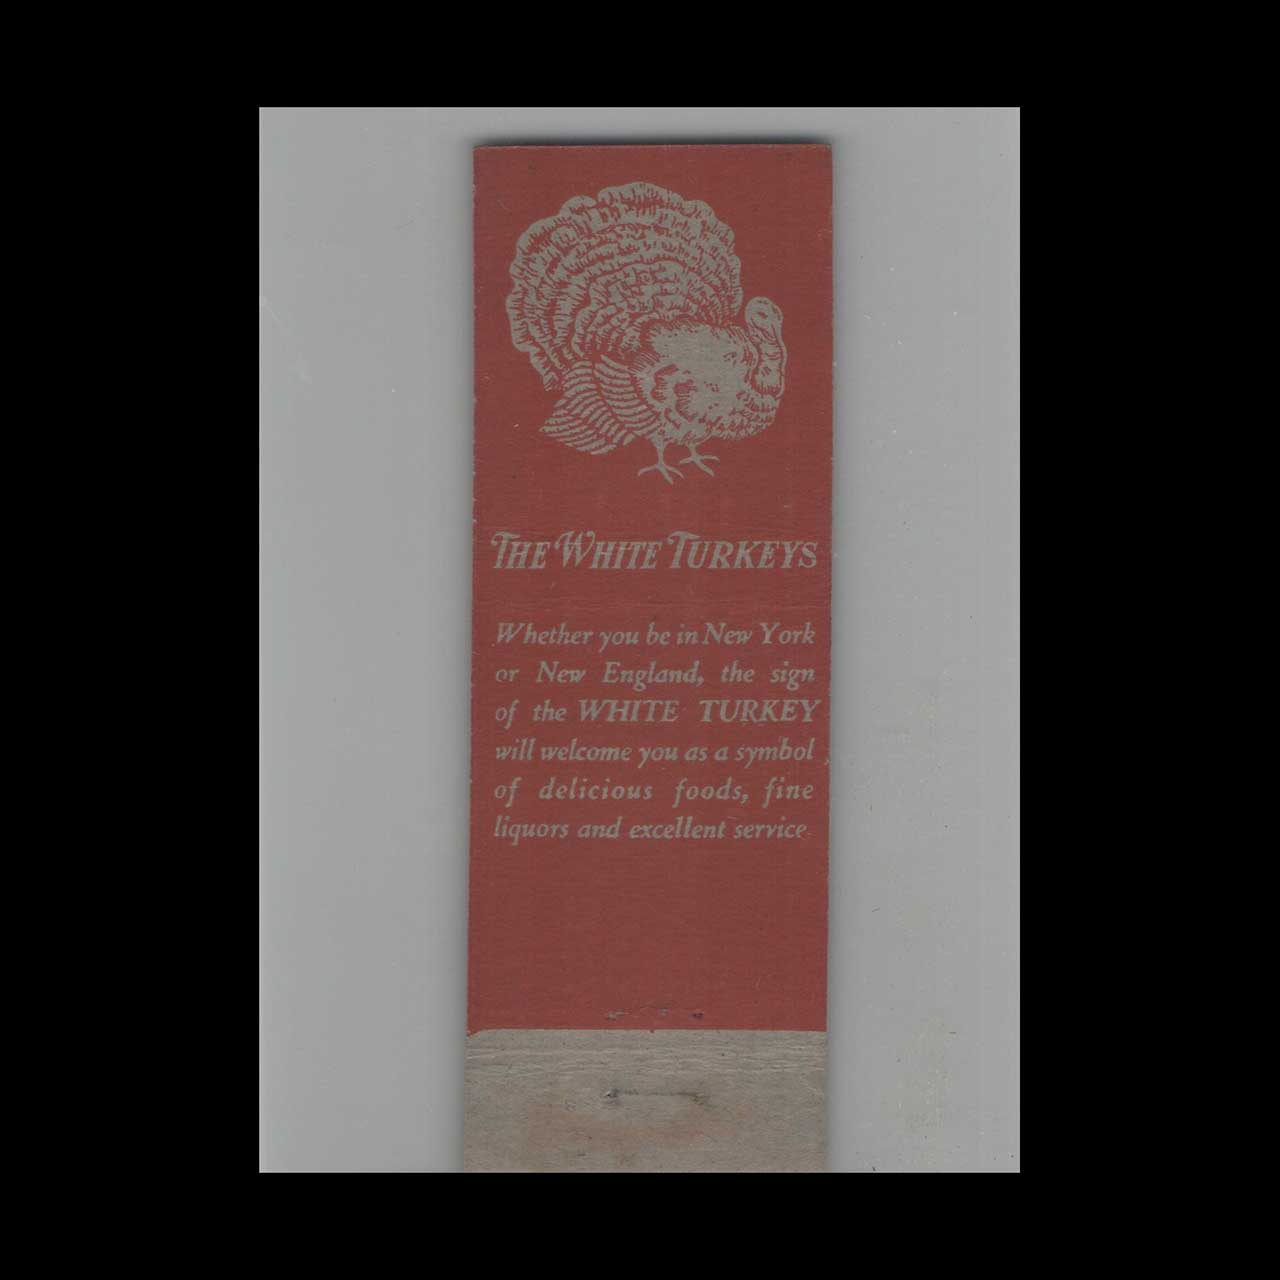 THE WHITE TURKEYS
Whether you be in New York
or New England, the sign
of the WHITE TURKEY
will welcome you as a symbol
of delicious foods, fine
liquors and excellent service.